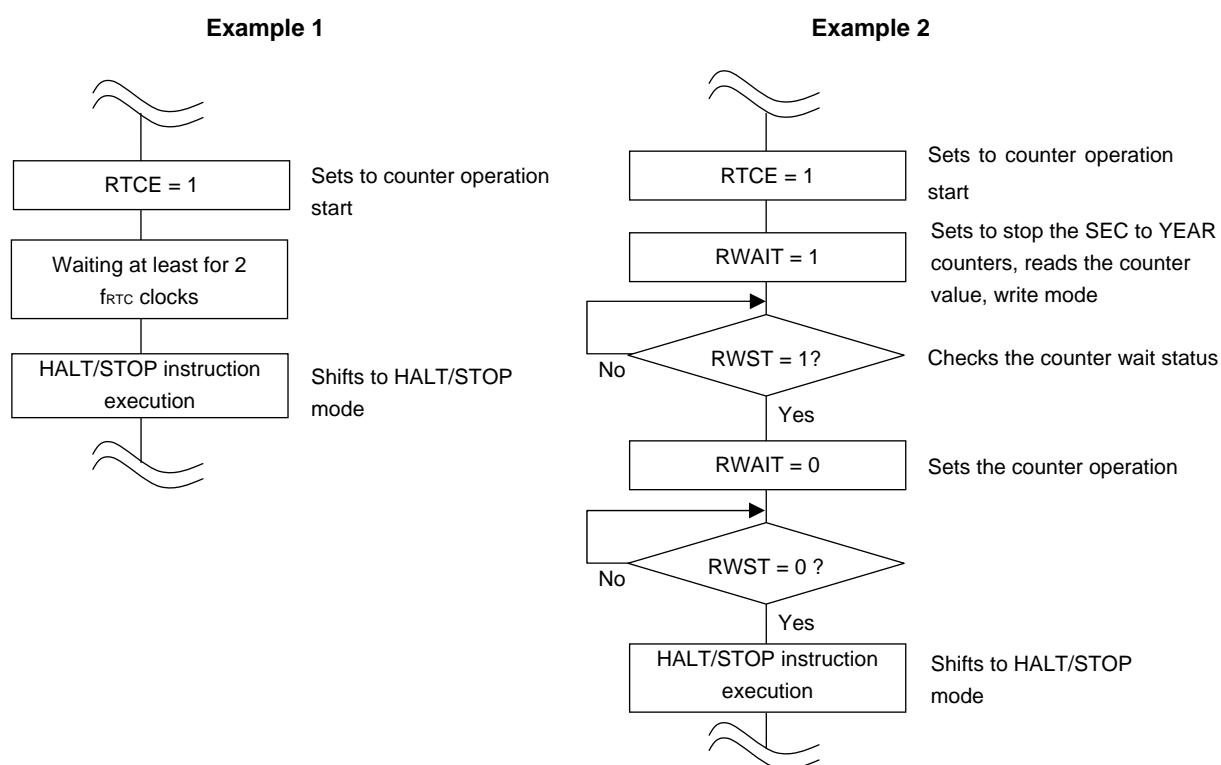 Example 1
RTCE = 1
Sets to counter operation
start
Waiting at least for 2
fRTC clocks
HALT/STOP instruction
execution
Shifts to HALT/STOP
mode
Example 2
RTCE = 1
Sets to counter operation
start
RWAIT = 1
Sets to stop the SEC to YEAR
counters, reads the counter
value, write mode
RWST = 1?
No
Checks the counter wait status
Yes
RWAIT = 0
Sets the counter operation
RWST = 0 ?
No
Yes
HALT/STOP instruction
execution
Shifts to HALT/STOP
mode